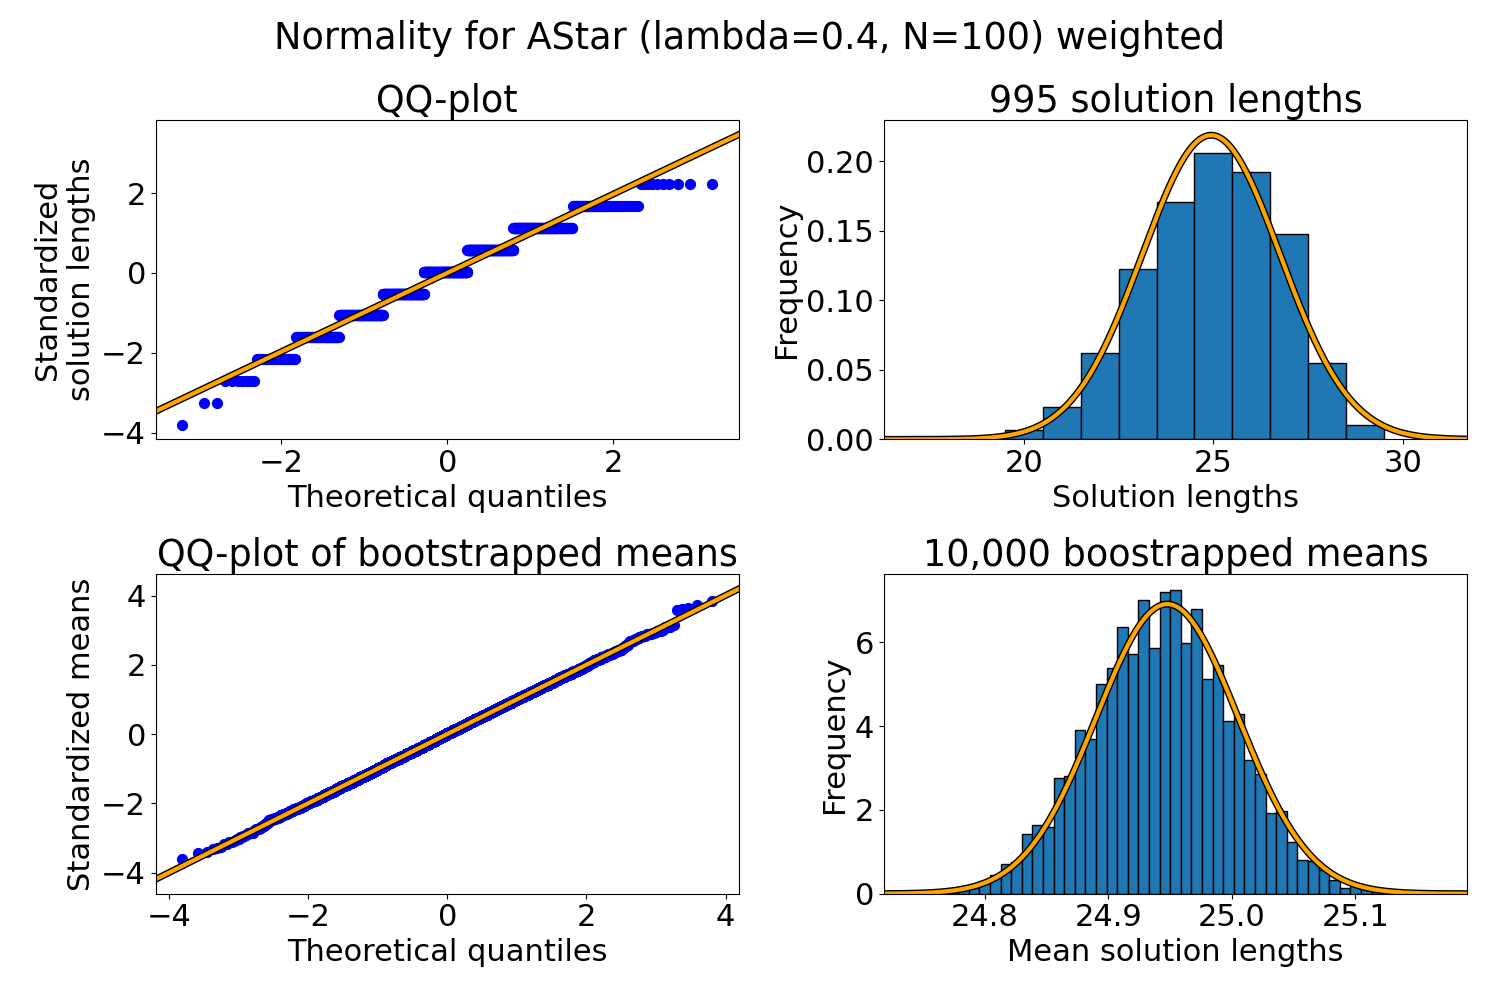 Normality for AStar (lambda=0.4, N=100) weighted
QQ-plot
Standardized
solution lengths
2
0
−2
−4
−2 0 2
Theoretical quantiles
995 solution lengths
Frequency
0.20
0.15
0.10
0.05
0.00
20 25 30
Solution lengths
QQ-plot of bootstrapped means
Standardized means
4
2
0
−2
−4
−4 −2 0 2 4
Theoretical quantiles
10,000 boostrapped means
Frequency
6
4
2
0
24.8 24.9 25.0 25.1
Mean solution lengths